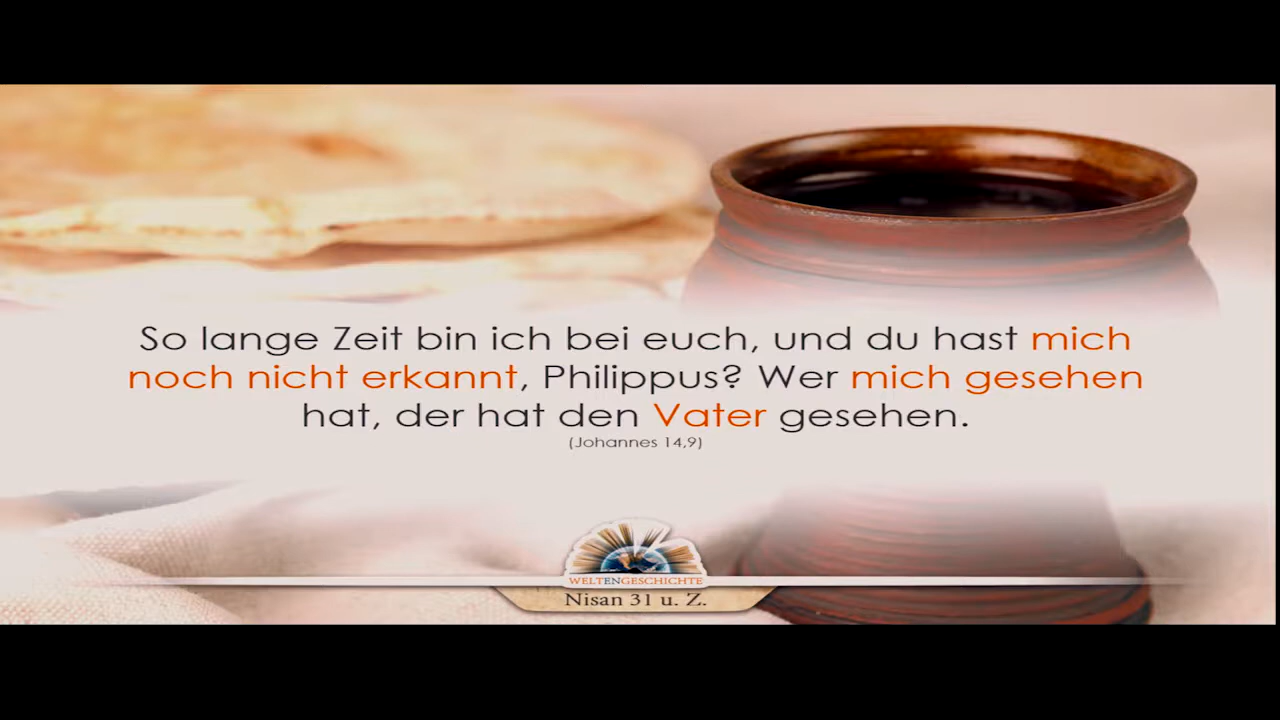 So lange Zeit bin ich bei euch, und du hast mich
noch nicht erkannt, Philippus? Wer mich gesehen
hat, der hat den Vater gesehen.
(Johannes 14,9)
WELTENGESCHICHTE
Nisan 31 u. Z.